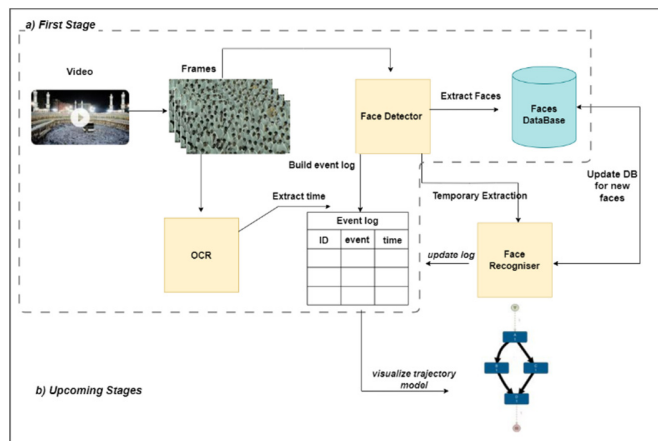 a) First Stage
Video
Frames
Face Detector
Extract Faces
Faces
DataBase
Build event log
Extract time
Temporary Extraction
Update DB
for new
faces
OCR
Event log
ID event time
update log
Face
Recogniser
visualize trajectory
model
b) Upcoming Stages